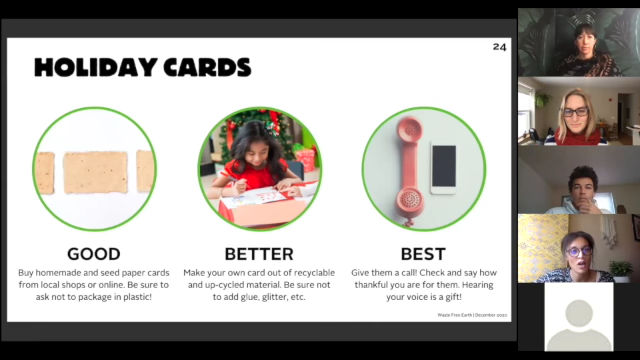 24
HOLIDAY CARDS
GOOD
Buy homemade and seed paper cards
from local shops or online. Be sure to
ask not to package in plastic!
BETTER
Make your own card out of recyclable
and up-cycled material. Be sure not
to add glue, glitter, etc.
BEST
Give them a call! Check and say how
thankful you are for them. Hearing
your voice is a gift!
Waste Free Earth | December 2020